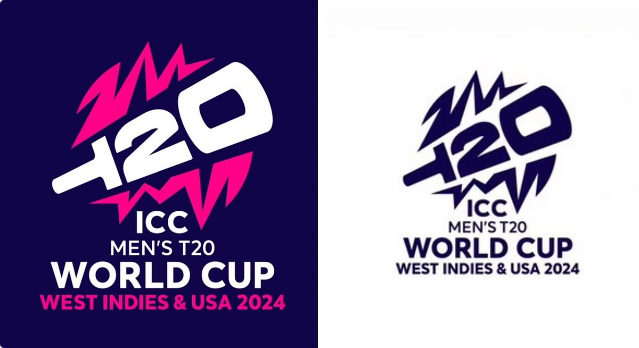 T20
ICC
MEN'S T20
WORLD CUP
WEST INDIES & USA 2024
T20
ICC
MEN'S T20
WORLD CUP
WEST INDIES & USA 2024